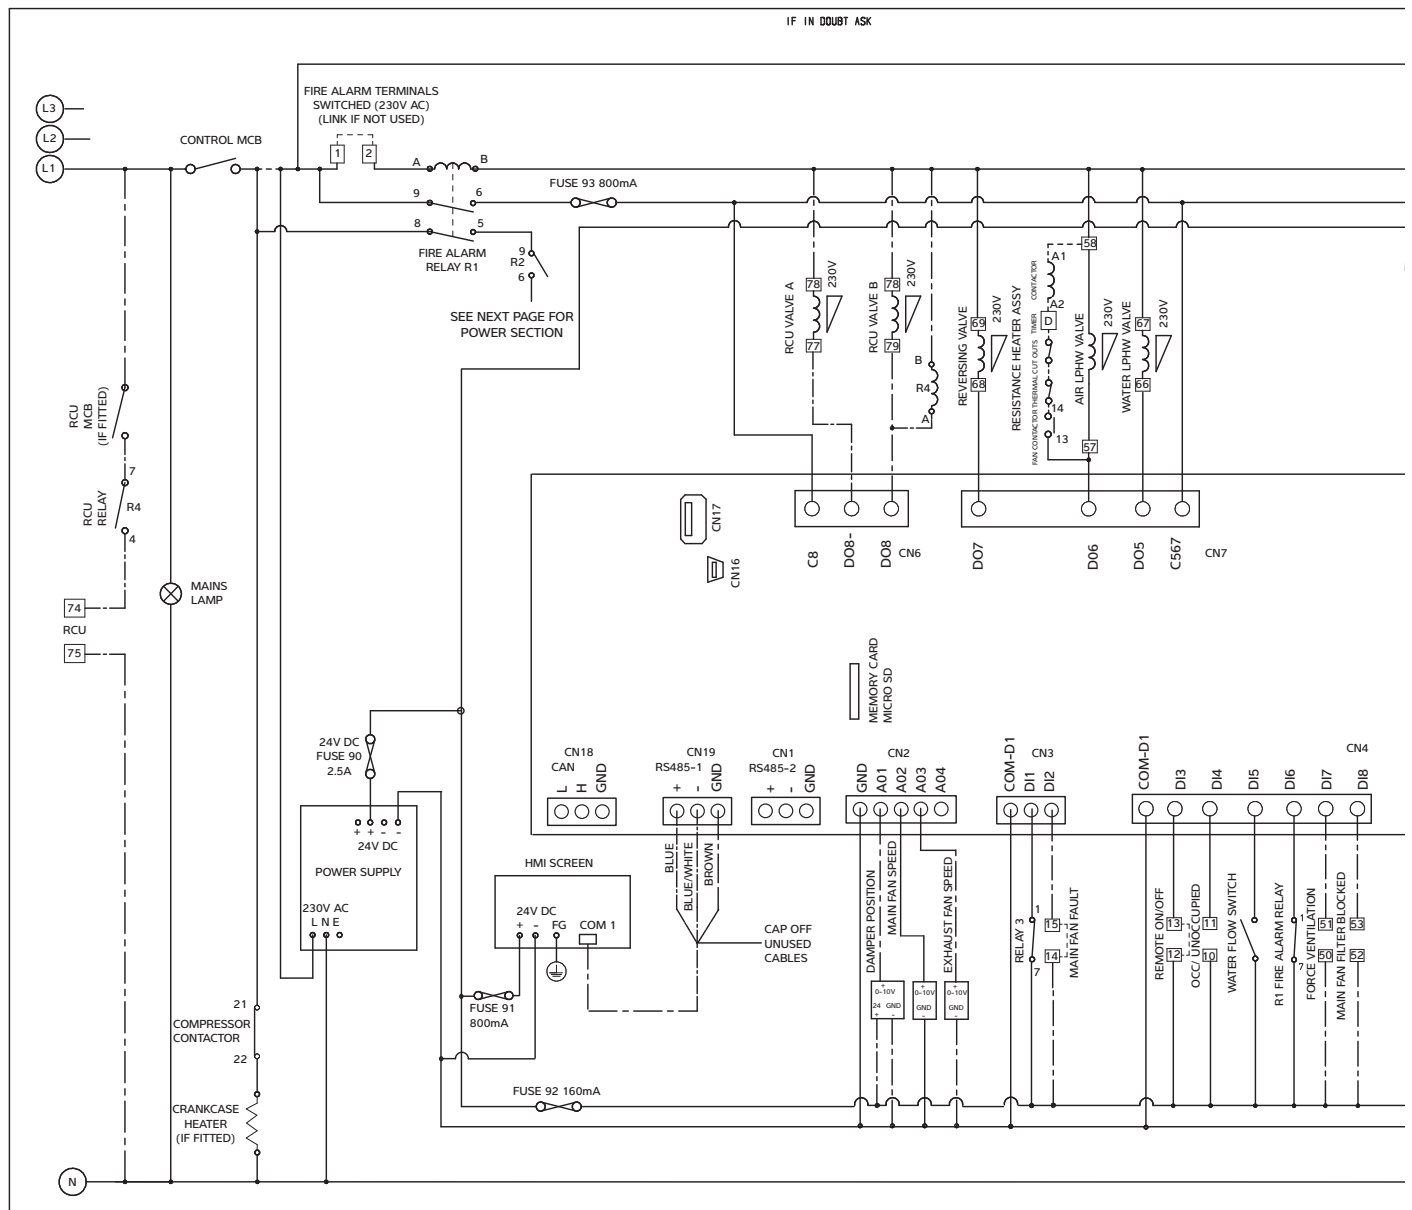 IF IN DOUBT ASK
FIRE ALARM TERMINALS
SWITCHED (230V AC)
(LINK IF NOT USED)
L3
L2
L1
CONTROL MCB
1
2
A
B
9
6
FUSE 93 800mA
8
5
FIRE ALARM
RELAY R1
9
R2
6
SEE NEXT PAGE FOR
POWER SECTION
RCU VALVE A
78
77
230V
RCU VALVE B
78
79
230V
B
R4
A
REVERSING VALVE
69
68
230V
RESISTANCE HEATER ASSY
FAN CONTACTOR THERMAL CUT OUTS TIMER CONTACTOR
A1
A2
D
14
13
58
57
AIR LPHW VALVE
230V
WATER LPHW VALVE
67
66
230V
RCU
MCB
(IF FITTED)
7
RCU
RELAY
R4
4
74
RCU
75
MAINS
LAMP
CN17
CN16
C8
DO8-
DO8
CN6
DO7
D06
DO5
C567
CN7
MEMORY CARD
MICRO SD
24V DC
FUSE 90
2.5A
+ + - -
24V DC
POWER SUPPLY
230V AC
L N E
CN18
CAN
L
H
GND
CN19
RS485-1
+
-
GND
CN1
RS485-2
+
-
GND
CN2
GND
A01
A02
A03
A04
CN3
COM-D1
DI1
DI2
CN4
COM-D1
DI3
DI4
DI5
DI6
DI7
DI8
BLUE
BLUE/WHITE
BROWN
CAP OFF
UNUSED
CABLES
HMI SCREEN
24V DC
+ - FG COM 1
FUSE 91
800mA
FUSE 92 160mA
DAMPER POSITION
MAIN FAN SPEED
EXHAUST FAN SPEED
+
0-10V
24 GND
+ -
+
0-10V
GND
-
+
0-10V
GND
-
RELAY 3
1
7
15
14
MAIN FAN FAULT
REMOTE ON/OFF
13
12
OCC/ UNOCCUPIED
11
10
WATER FLOW SWITCH
R1 FIRE ALARM RELAY
1
7
FORCE VENTILATION
51
50
MAIN FAN FILTER BLOCKED
53
52
21
COMPRESSOR
CONTACTOR
22
CRANKCASE
HEATER
(IF FITTED)
N